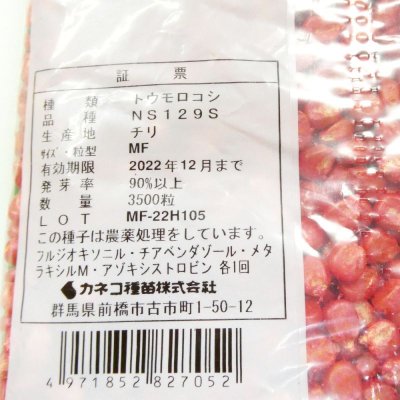 証 票
種 類 トウモロコシ
品 種 NS129S
生 産 地 チリ
サイズ・粒型 MF
有効期限 2022年12月まで
発 芽 率 90%以上
数 量 3500粒
LOT MF-22H105
この種子は農薬処理をしています。
フルジオキソニル・チアベンダゾール・メタ
ラキシルM・アゾキシストロビン 各1回
カネコ種苗株式会社
群馬県前橋市古市町1-50-12
4971852827052